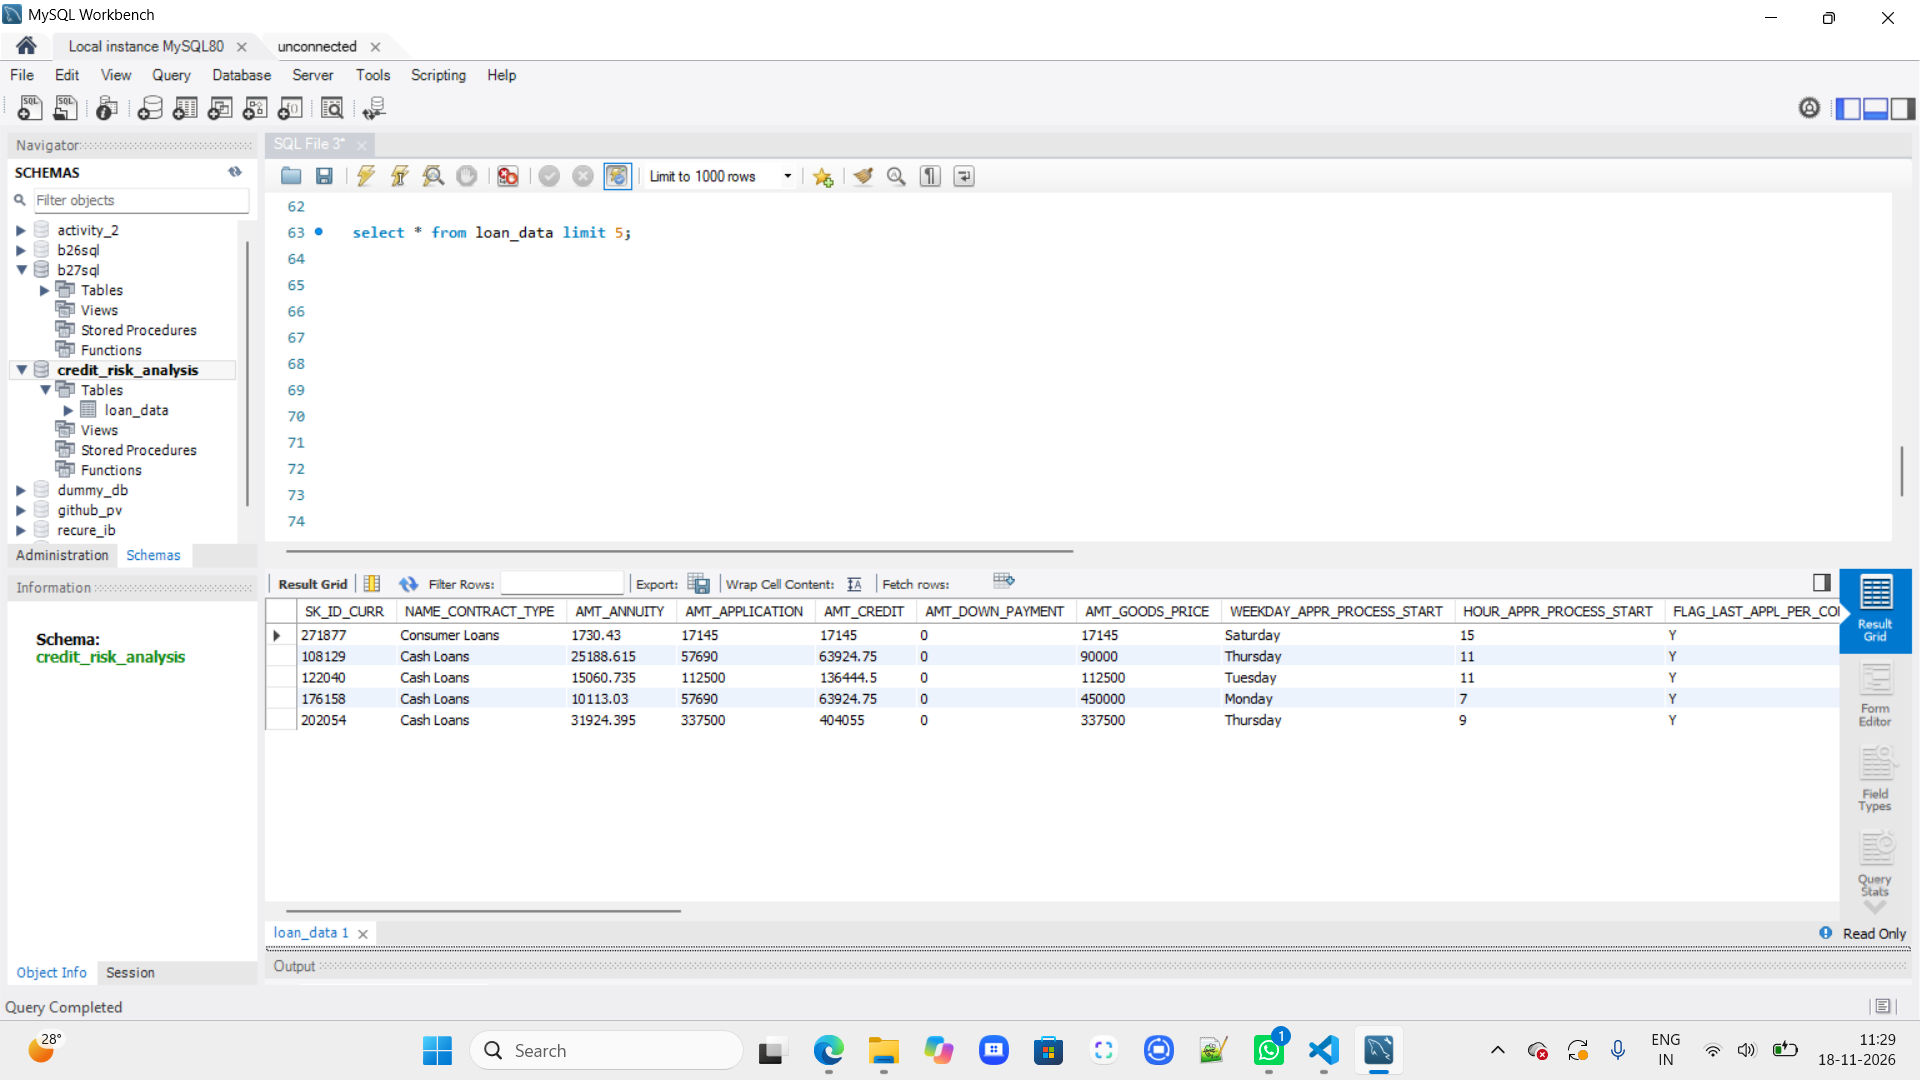 MySQL Workbench
Local instance MySQL80
unconnected
File Edit View Query Database Server Tools Scripting Help
Navigator
SCHEMAS
Filter objects
activity_2
b26sql
b27sql
Tables
Views
Stored Procedures
Functions
credit_risk_analysis
Tables
loan_data
Views
Stored Procedures
Functions
dummy_db
github_pv
recure_ib
Administration Schemas
Information
Schema:
credit_risk_analysis
Object Info Session
SQL File 3*
Limit to 1000 rows
62
63 select * from loan_data limit 5;
64
65
66
67
68
69
70
71
72
73
74
Result Grid Filter Rows: Export: Wrap Cell Content: Fetch rows:
SK_ID_CURR NAME_CONTRACT_TYPE AMT_ANNUITY AMT_APPLICATION AMT_CREDIT AMT_DOWN_PAYMENT AMT_GOODS_PRICE WEEKDAY_APPR_PROCESS_START HOUR_APPR_PROCESS_START FLAG_LAST_APPL_PER_CO
271877 Consumer Loans 1730.43 17145 17145 0 17145 Saturday 15 Y
108129 Cash Loans 25188.615 57690 63924.75 0 90000 Thursday 11 Y
122040 Cash Loans 15060.735 112500 136444.5 0 112500 Tuesday 11 Y
176158 Cash Loans 10113.03 57690 63924.75 0 450000 Monday 7 Y
202054 Cash Loans 31924.395 337500 404055 0 337500 Thursday 9 Y
Result
Grid
Form
Editor
Field
Types
Query
Stats
loan_data 1
Read Only
Output
Query Completed
28°
Search
1
ENG
IN
11:29
18-11-2026